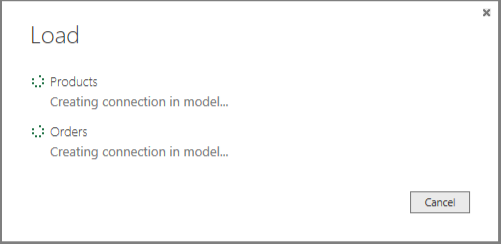 Load
Products
Creating connection in model...
Orders
Creating connection in model...
Cancel